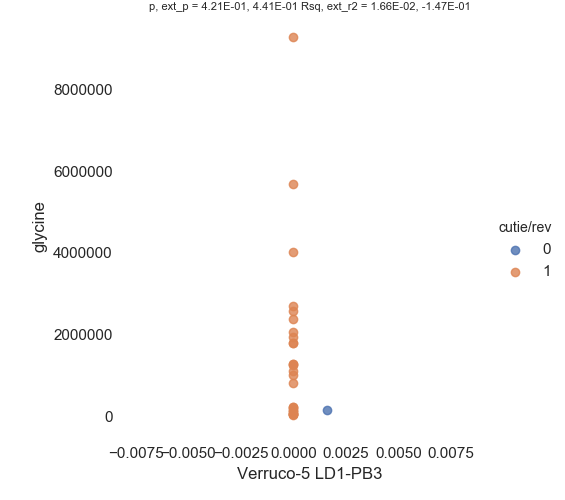 p, ext_p = 4.21E-01, 4.41E-01 Rsq, ext_r2 = 1.66E-02, -1.47E-01
8000000
6000000
4000000
2000000
0
glycine
cutie/rev
0
1
−0.0075 −0.0050 −0.0025 0.0000 0.0025 0.0050 0.0075
Verruco-5 LD1-PB3